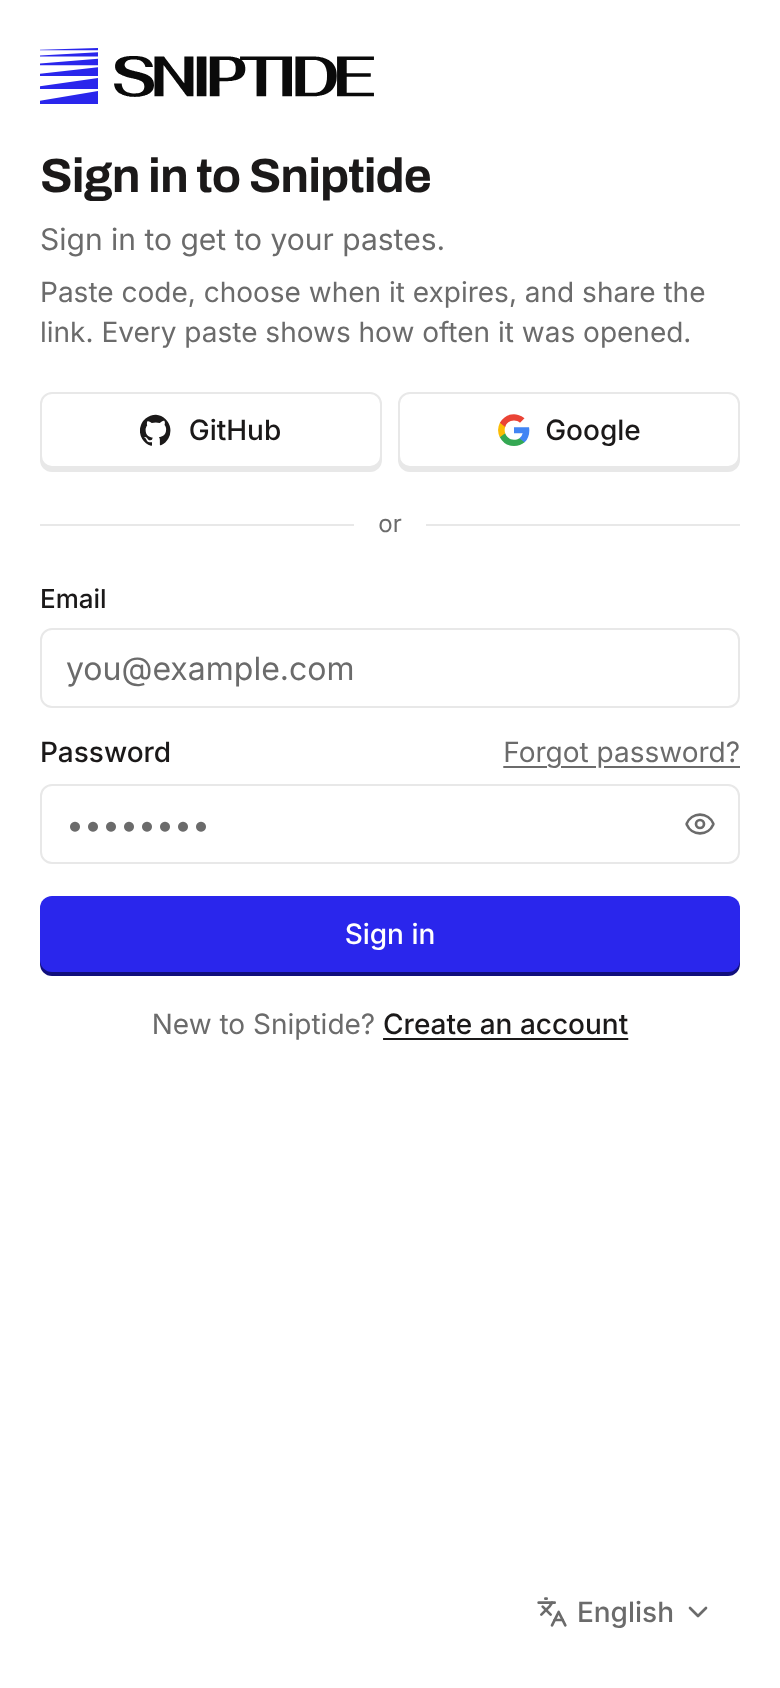 SNIPTIDE
Sign in to Sniptide
Sign in to get to your pastes.
Paste code, choose when it expires, and share the
link. Every paste shows how often it was opened.
GitHub
Google
or
Email
you@example.com
Password
Forgot password?
••••••••
Sign in
New to Sniptide? Create an account
English